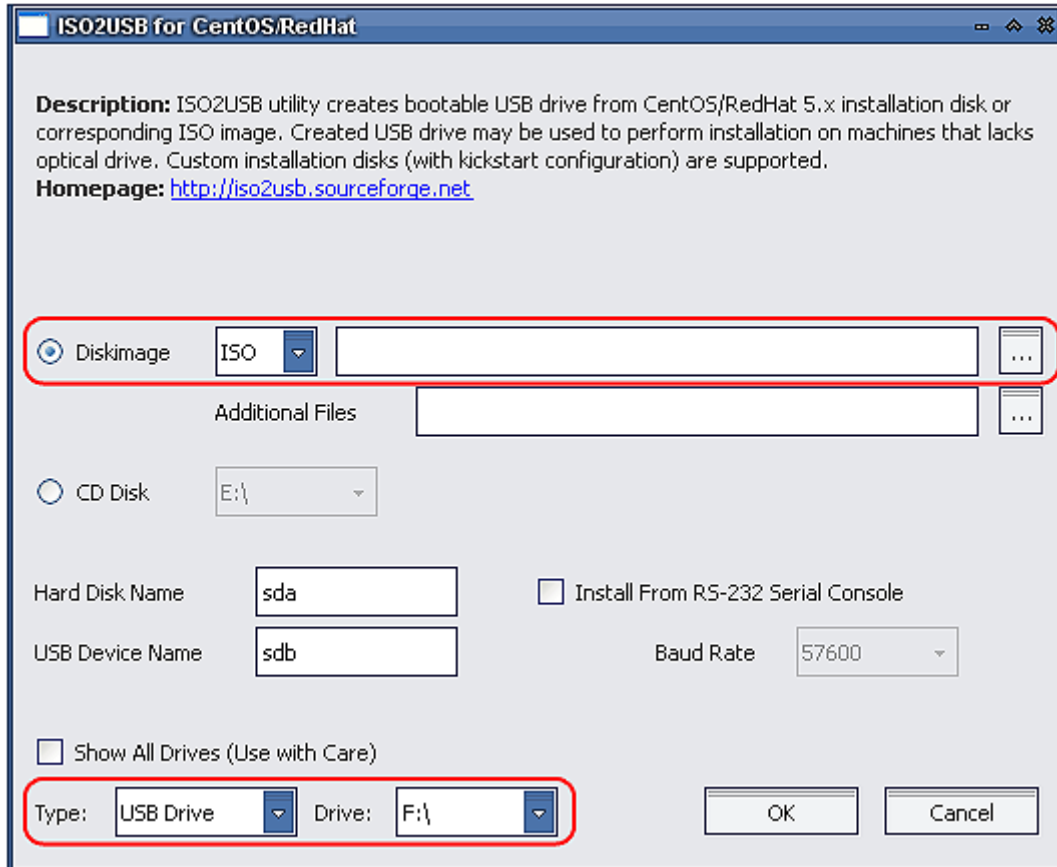 ISO2USB for CentOS/RedHat
Description: ISO2USB utility creates bootable USB drive from CentOS/RedHat 5.x installation disk or
corresponding ISO image. Created USB drive may be used to perform installation on machines that lacks
optical drive. Custom installation disks (with kickstart configuration) are supported.
Homepage: http://iso2usb.sourceforge.net
Diskimage ISO ...
Additional Files ...
CD Disk E:\
Hard Disk Name sda Install From RS-232 Serial Console
USB Device Name sdb Baud Rate 57600
Show All Drives (Use with Care)
Type: USB Drive Drive: F:\ OK Cancel